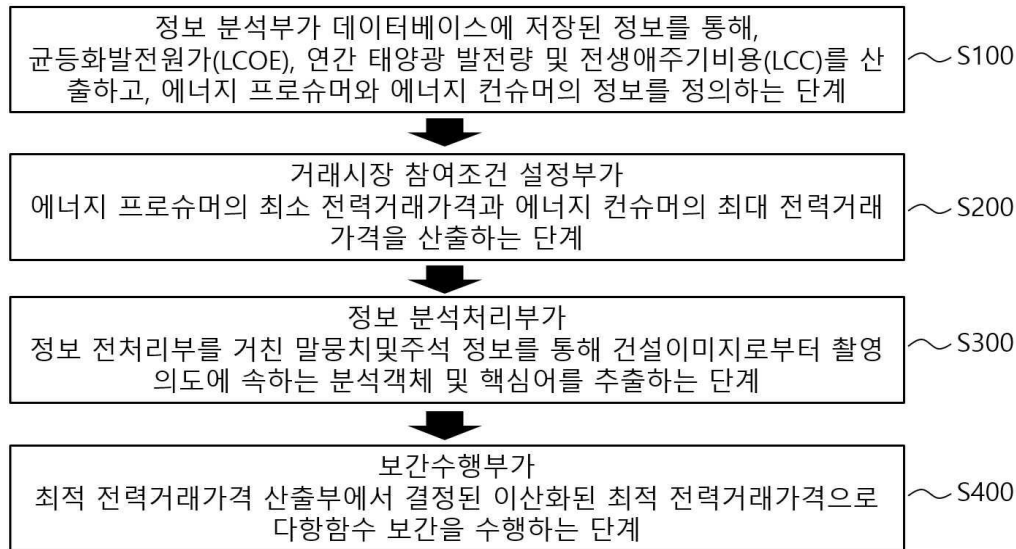 정보 분석부가 데이터베이스에 저장된 정보를 통해,
균등화발전원가(LCOE), 연간 태양광 발전량 및 전생애주기비용(LCC)를 산
출하고, 에너지 프로슈머와 에너지 컨슈머의 정보를 정의하는 단계
S100
거래시장 참여조건 설정부가
에너지 프로슈머의 최소 전력거래가격과 에너지 컨슈머의 최대 전력거래
가격을 산출하는 단계
S200
정보 분석처리부가
정보 전처리부를 거친 말뭉치및주석 정보를 통해 건설이미지로부터 촬영
의도에 속하는 분석객체 및 핵심어를 추출하는 단계
S300
보간수행부가
최적 전력거래가격 산출부에서 결정된 이산화된 최적 전력거래가격으로
다항함수 보간을 수행하는 단계
S400